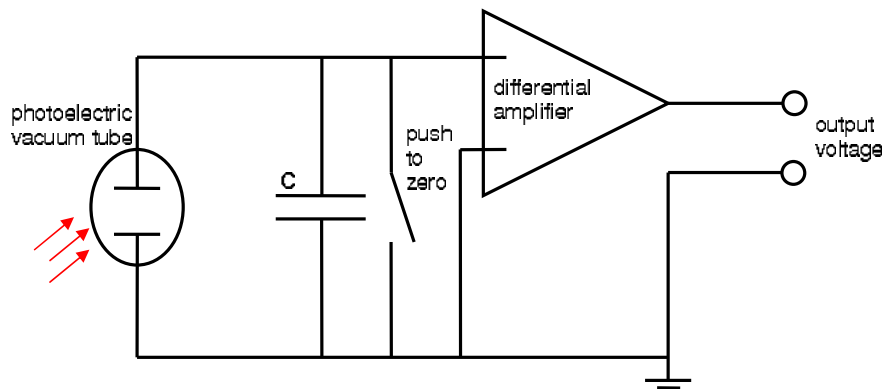 photoelectric
vacuum tube
C
push
to
zero
differential
amplifier
output
voltage